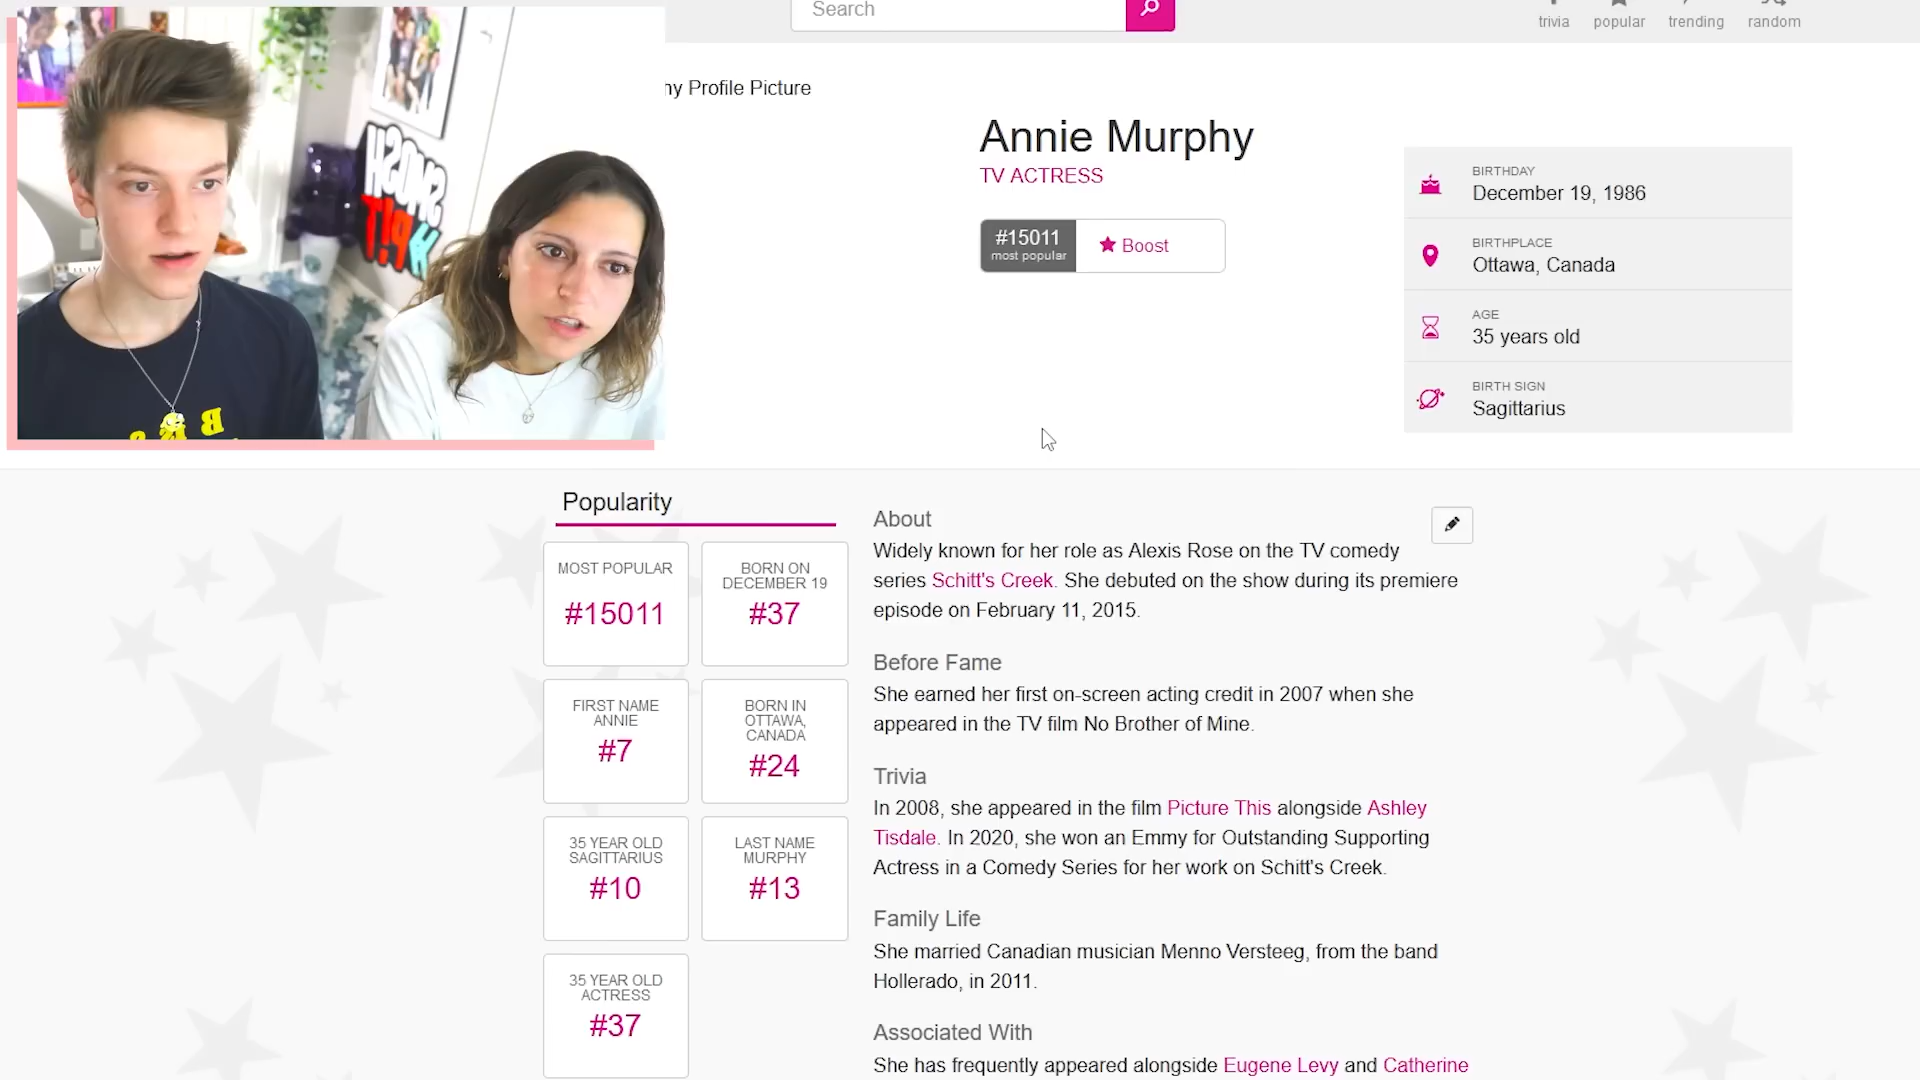 Search
trivia
popular
trending
random
ny Profile Picture
Annie Murphy
TV ACTRESS
#15011
most popular
Boost
BIRTHDAY
December 19, 1986
BIRTHPLACE
Ottawa, Canada
AGE
35 years old
BIRTH SIGN
Sagittarius
SMOSH
PIT
Popularity
MOST POPULAR
#15011
BORN ON
DECEMBER 19
#37
FIRST NAME
ANNIE
#7
BORN IN
OTTAWA,
CANADA
#24
35 YEAR OLD
SAGITTARIUS
#10
LAST NAME
MURPHY
#13
35 YEAR OLD
ACTRESS
#37
About
Widely known for her role as Alexis Rose on the TV comedy
series Schitt's Creek. She debuted on the show during its premiere
episode on February 11, 2015.
Before Fame
She earned her first on-screen acting credit in 2007 when she
appeared in the TV film No Brother of Mine.
Trivia
In 2008, she appeared in the film Picture This alongside Ashley
Tisdale. In 2020, she won an Emmy for Outstanding Supporting
Actress in a Comedy Series for her work on Schitt's Creek.
Family Life
She married Canadian musician Menno Versteeg, from the band
Hollerado, in 2011.
Associated With
She has frequently appeared alongside Eugene Levy and Catherine